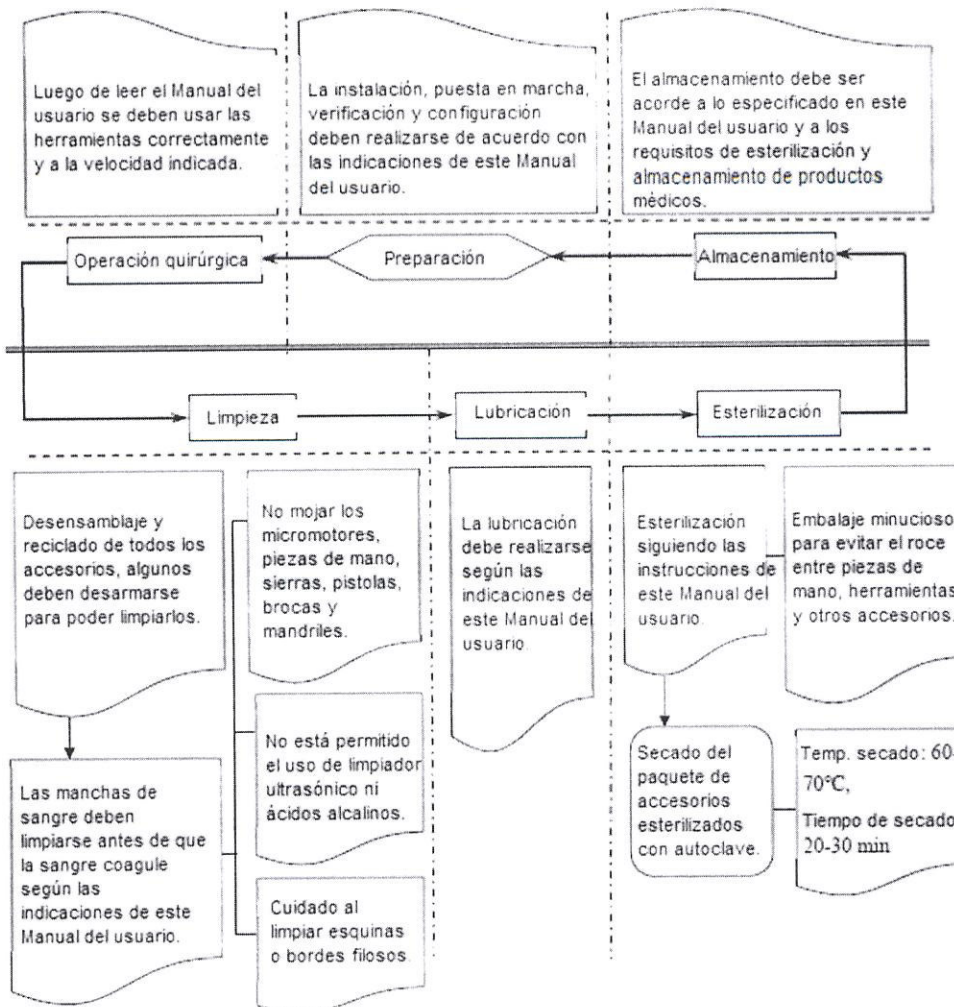 Luego de leer el Manual del
usuario se deben usar las
herramientas correctamente
y a la velocidad indicada.
La instalación, puesta en marcha,
verificación y configuración
deben realizarse de acuerdo con
las indicaciones de este Manual
del usuario.
El almacenamiento debe ser
acorde a lo especificado en este
Manual del usuario y a los
requisitos de esterilización y
almacenamiento de productos
médicos.
Operación quirúrgica
Preparación
Almacenamiento
Limpieza
Lubricación
Esterilización
Desensamblaje y
reciclado de todos los
accesorios, algunos
deben desarmarse
para poder limpiarlos.
No mojar los
micromotores,
piezas de mano,
sierras, pistolas,
brocas y
mandriles.
La lubricación
debe realizarse
según las
indicaciones de
este Manual del
usuario.
Esterilización
siguiendo las
instrucciones de
este Manual del
usuario.
Embalaje minucioso
para evitar el roce
entre piezas de
mano, herramientas
y otros accesorios.
Las manchas de
sangre deben
limpiarse antes de que
la sangre coagule
según las
indicaciones de este
Manual del usuario.
No está permitido
el uso de limpiador
ultrasónico ni
ácidos alcalinos.
Cuidado al
limpiar esquinas
o bordes filosos.
Secado del
paquete de
accesorios
esterilizados
con autoclave.
Temp. secado: 60-
70°C,
Tiempo de secado
20-30 min